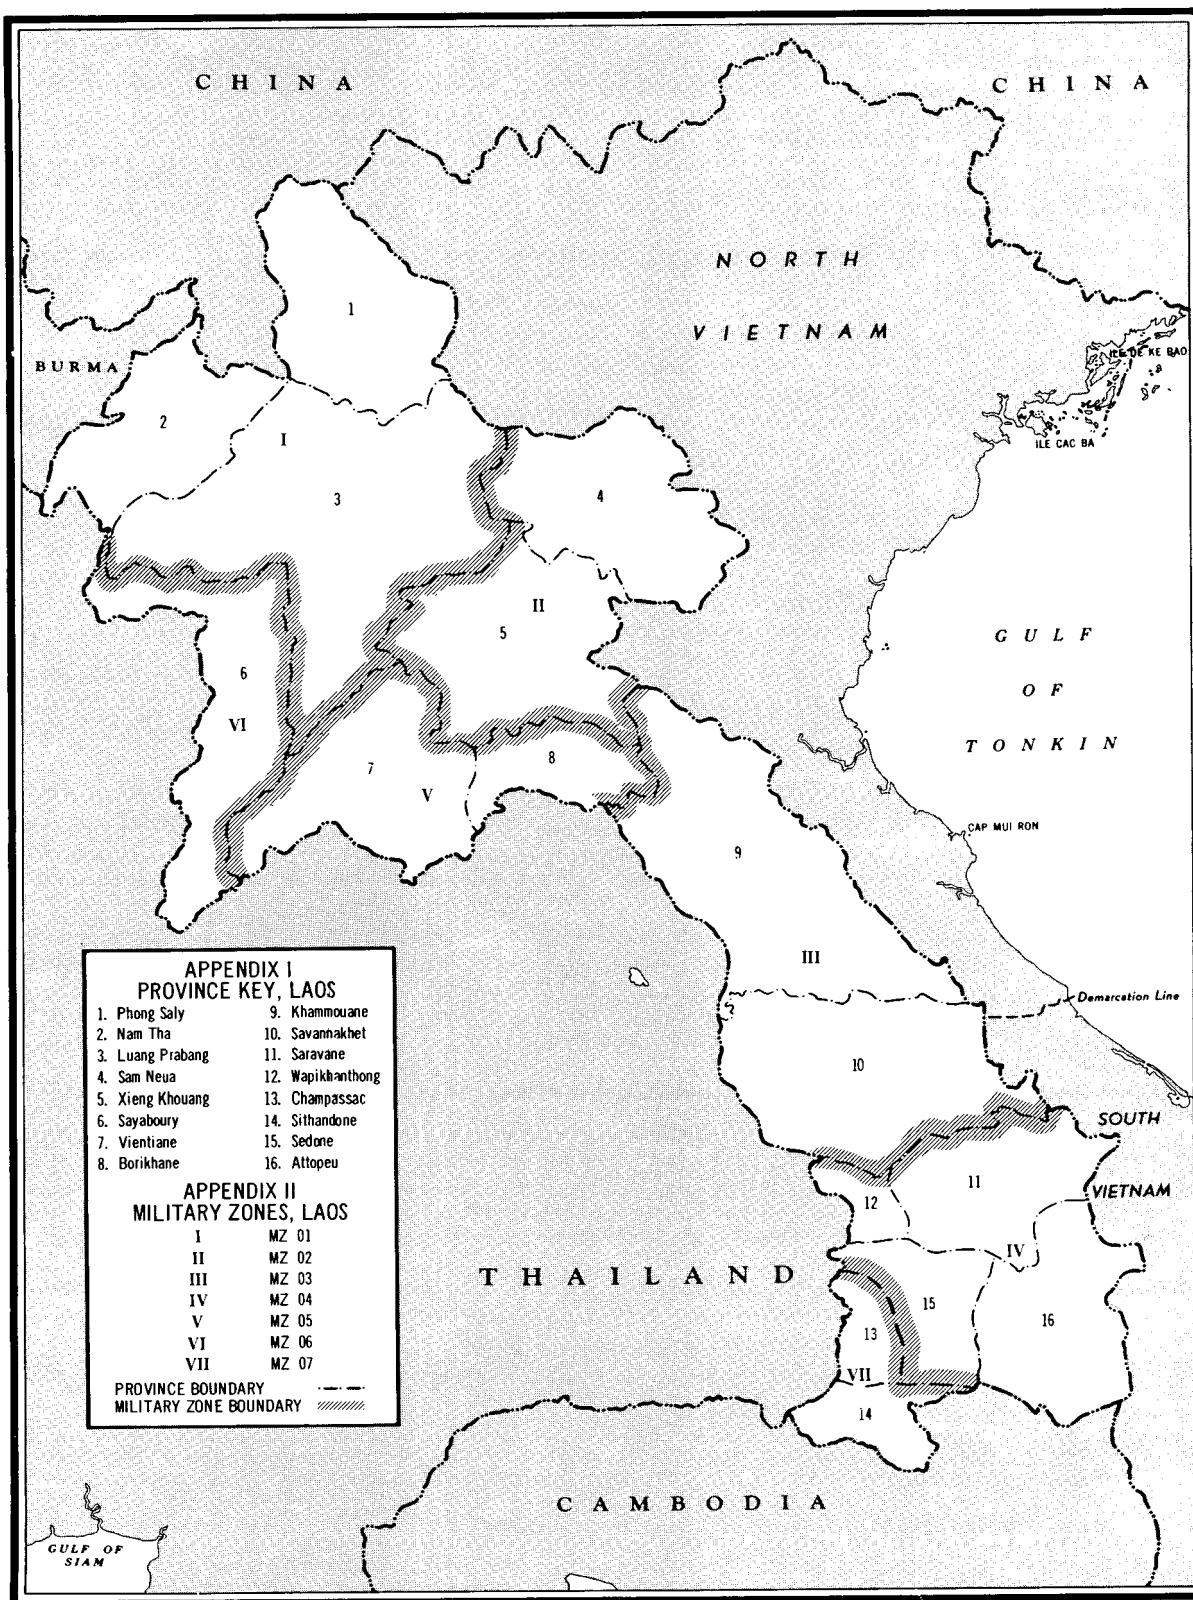 CHINA
CHINA
NORTH
VIETNAM
1
BURMA
ILE DE KE BAO
2
I
ILE CAC BA
3
4
II
5
GULF
OF
TONKIN
6
VI
7
V
8
CAP MUI RON
9
III
Demarcation Line
10
SOUTH
VIETNAM
11
12
IV
THAILAND
15
16
13
VII
14
CAMBODIA
GULF OF
SIAM
APPENDIX I
PROVINCE KEY, LAOS
1. Phong Saly 9. Khammouane
2. Nam Tha 10. Savannakhet
3. Luang Prabang 11. Saravane
4. Sam Neua 12. Wapikhanthong
5. Xieng Khouang 13. Champassac
6. Sayaboury 14. Sithandone
7. Vientiane 15. Sedone
8. Borikhane 16. Attopeu
APPENDIX II
MILITARY ZONES, LAOS
I MZ 01
II MZ 02
III MZ 03
IV MZ 04
V MZ 05
VI MZ 06
VII MZ 07
PROVINCE BOUNDARY
MILITARY ZONE BOUNDARY